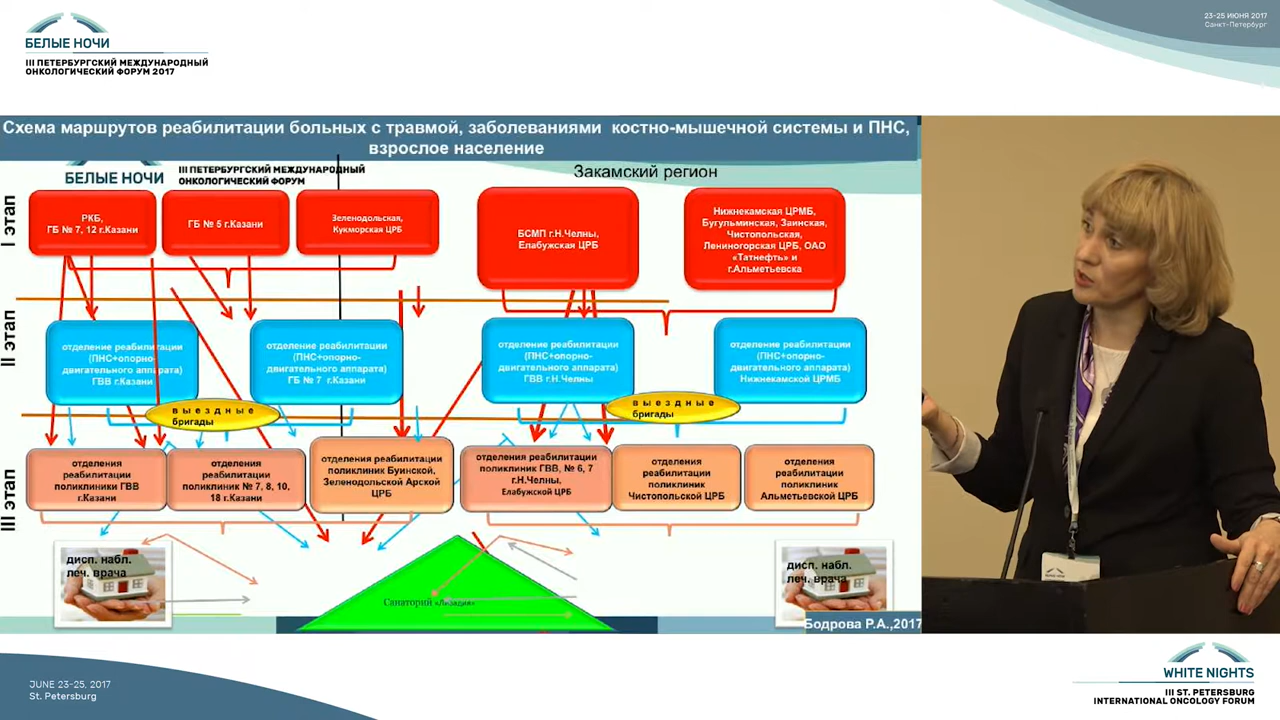 БЕЛЫЕ НОЧИ
III ПЕТЕРБУРГСКИЙ МЕЖДУНАРОДНЫЙ
ОНКОЛОГИЧЕСКИЙ ФОРУМ 2017
23-25 ИЮНЯ 2017
Санкт-Петербург
Схема маршрутов реабилитации больных с травмой, заболеваниями костно-мышечной системы и ПНС,
взрослое население
БЕЛЫЕ НОЧИ
III ПЕТЕРБУРГСКИЙ МЕЖДУНАРОДНЫЙ
ОНКОЛОГИЧЕСКИЙ ФОРУМ
Закамский регион
I этап
РКБ,
ГБ № 7, 12 г.Казани
ГБ № 5 г.Казани
Зеленодольская,
Кукморская ЦРБ
БСМП г.Н.Челны,
Елабужская ЦРБ
Нижнекамская ЦРМБ,
Бугульминская, Заинская,
Чистопольская,
Лениногорская ЦРБ, ОАО
«Татнефть» и
г.Альметьевска
II этап
отделение реабилитации
(ПНС+опорно-
двигательного аппарата)
ГВВ г.Казани
отделение реабилитации
(ПНС+опорно-
двигательного аппарата)
ГБ № 7 г.Казани
отделение реабилитации
(ПНС+опорно-
двигательного аппарата)
ГВВ г.Н.Челны
отделение реабилитации
(ПНС+опорно-
двигательного аппарата)
Нижнекамской ЦРМБ
выездные
бригады
выездные
бригады
III этап
отделения
реабилитации
поликлиники ГВВ
г.Казани
отделения
реабилитации
поликлиник № 7, 8, 10,
18 г.Казани
отделения реабилитации
поликлиник Буинской,
Зеленодольской Арской
ЦРБ
отделения реабилитации
поликлиник ГВВ, № 6, 7
г.Н.Челны,
Елабужской ЦРБ
отделения
реабилитации
поликлиник
Чистопольской ЦРБ
отделения
реабилитации
поликлиник
Альметьевской ЦРБ
дисп. набл.
леч. врача
Санаторий
дисп. набл.
леч. врача
Бодрова Р.А.,2017
БЕЛЫЕ НОЧИ
JUNE 23-25, 2017
St. Petersburg
WHITE NIGHTS
III ST. PETERSBURG
INTERNATIONAL ONCOLOGY FORUM